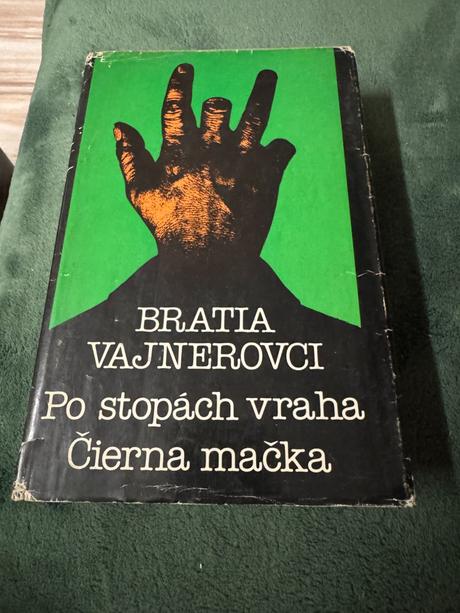 BRATIA
VAJNEROVCI
Po stopách vraha
Čierna mačka